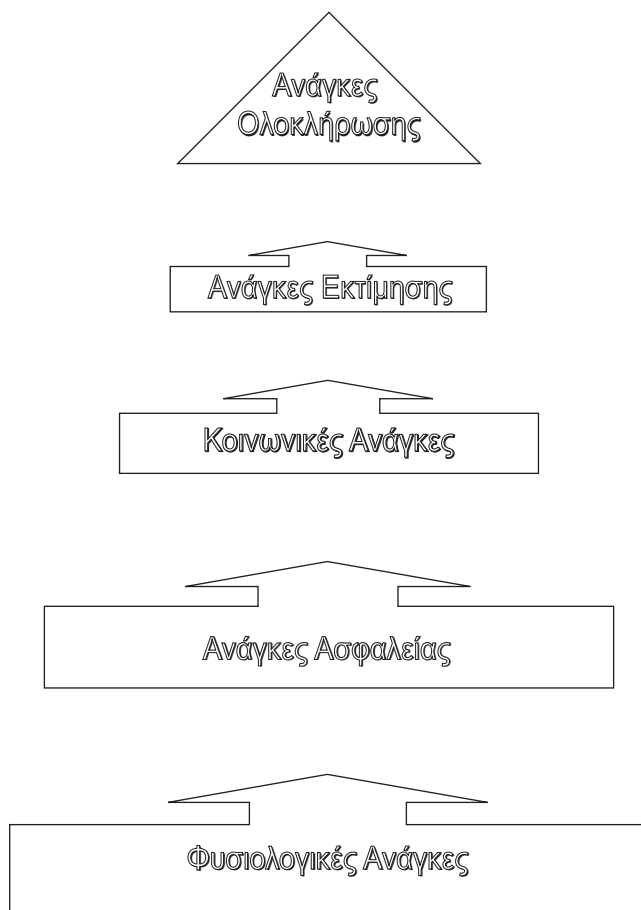 Ανάγκες
Ολοκλήρωσης
Ανάγκες Εκτίμησης
Κοινωνικές Ανάγκες
Ανάγκες Ασφαλείας
Φυσιολογικές Ανάγκες